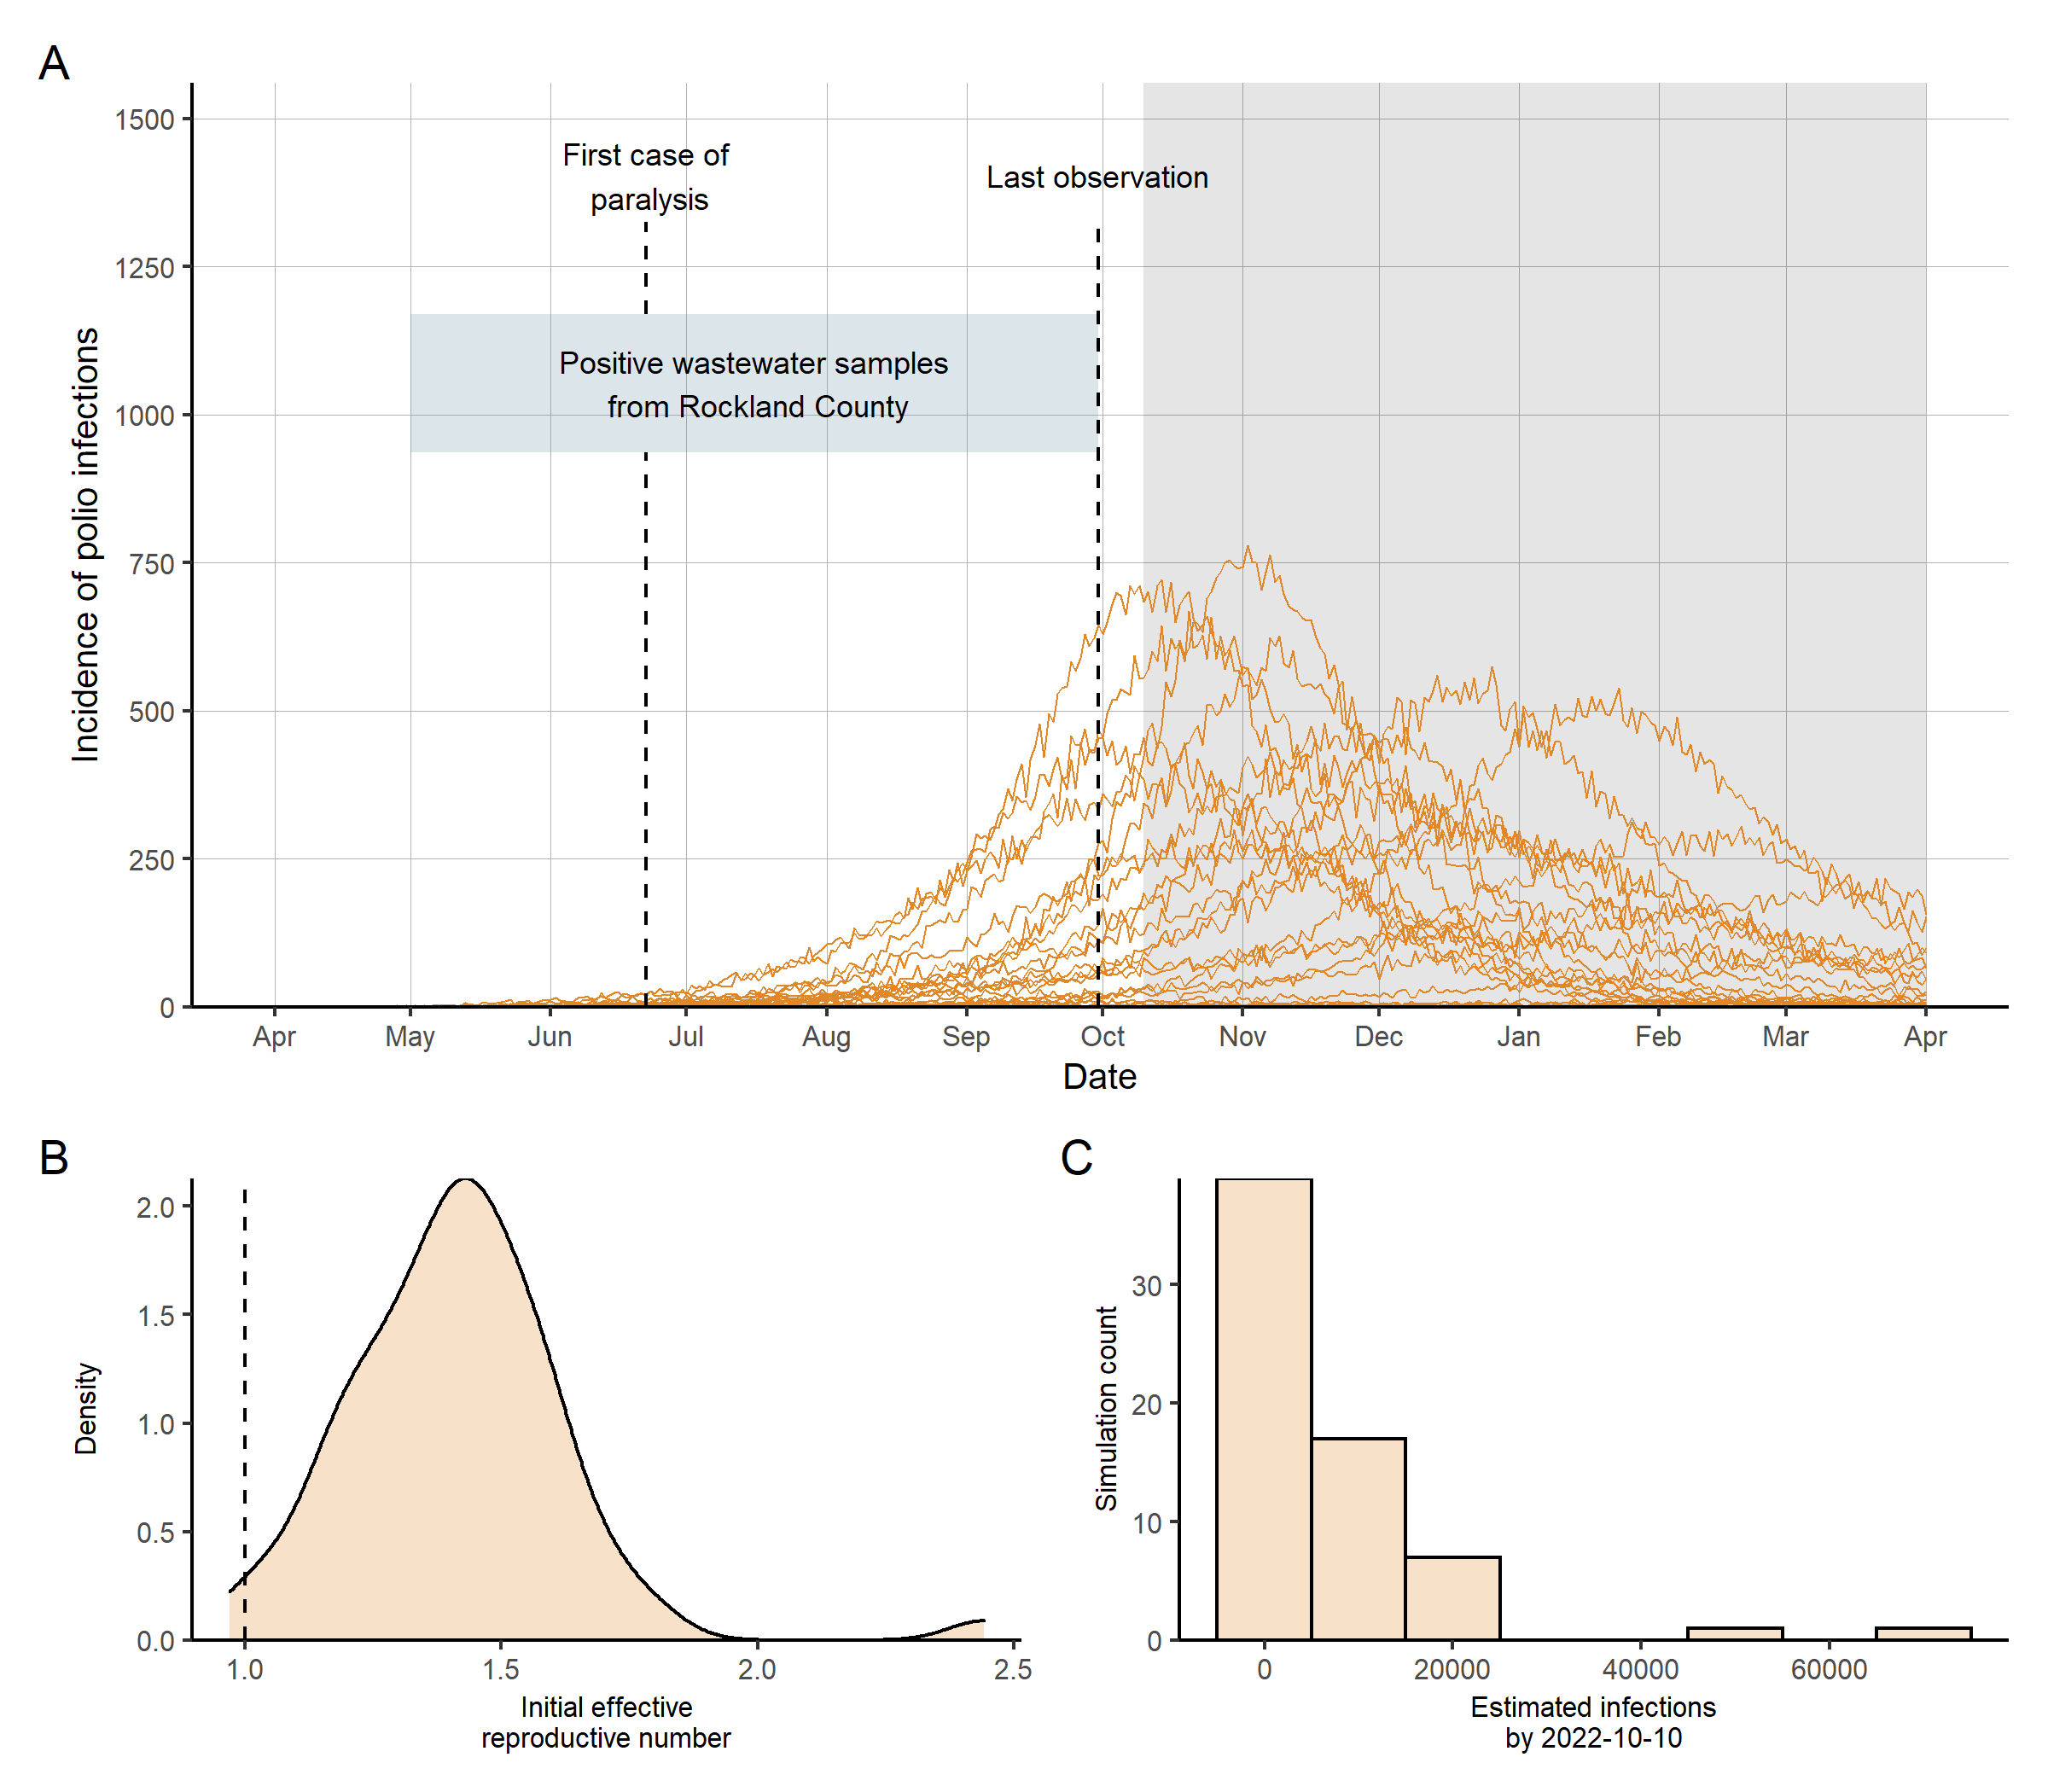 A
1500
1250
1000
750
500
250
0
Incidence of polio infections
First case of
paralysis
Last observation
Positive wastewater samples
from Rockland County
Apr May Jun Jul Aug Sep Oct Nov Dec Jan Feb Mar Apr
Date
B
2.0
1.5
1.0
0.5
0.0
Density
1.0 1.5 2.0 2.5
Initial effective
reproductive number
C
30
20
10
0
Simulation count
0 20000 40000 60000
Estimated infections
by 2022-10-10